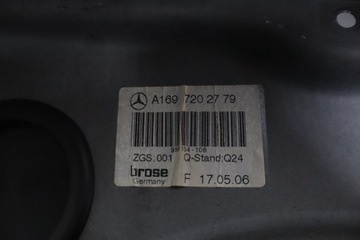 A169 720 27 79
ZGS:001 Q-Stand:Q24
brose
Germany F 17.05.06